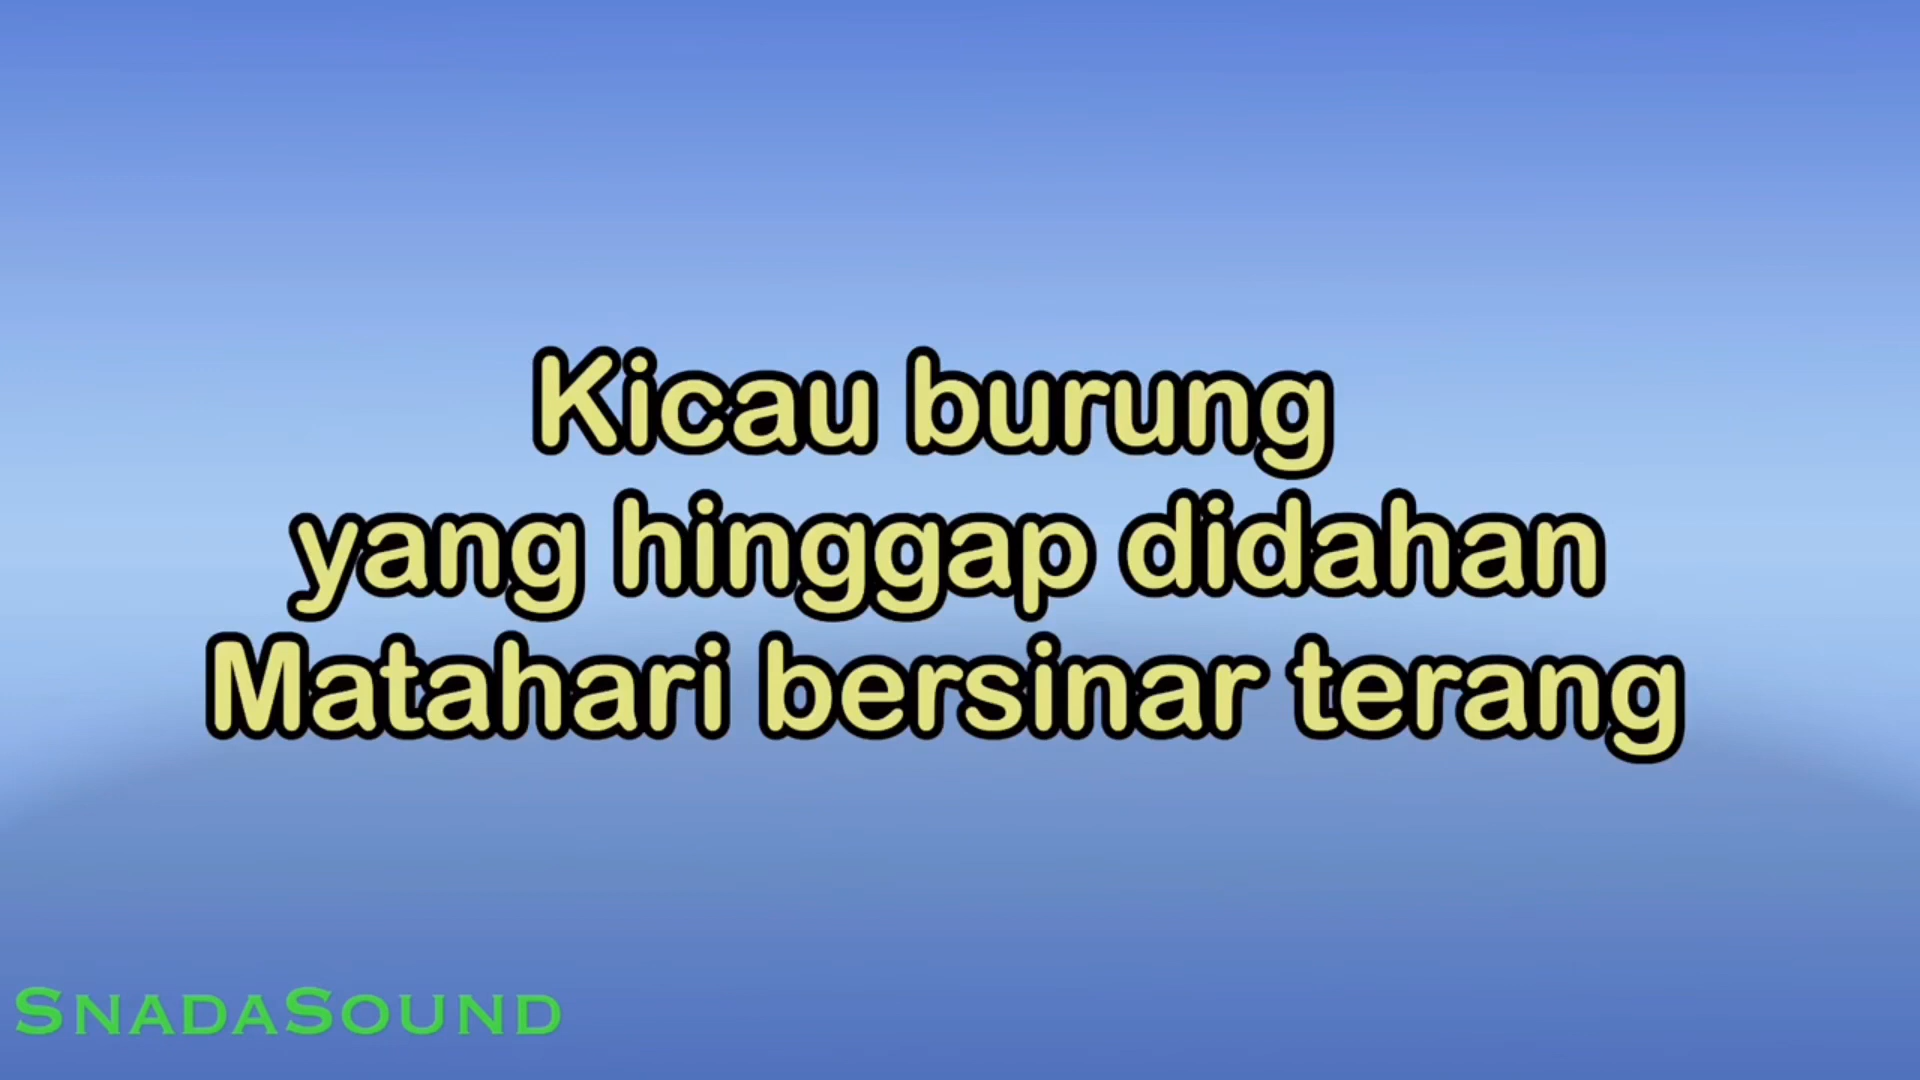 Kicau burung
yang hinggap didahan
Matahari bersinar terang
SnadaSound